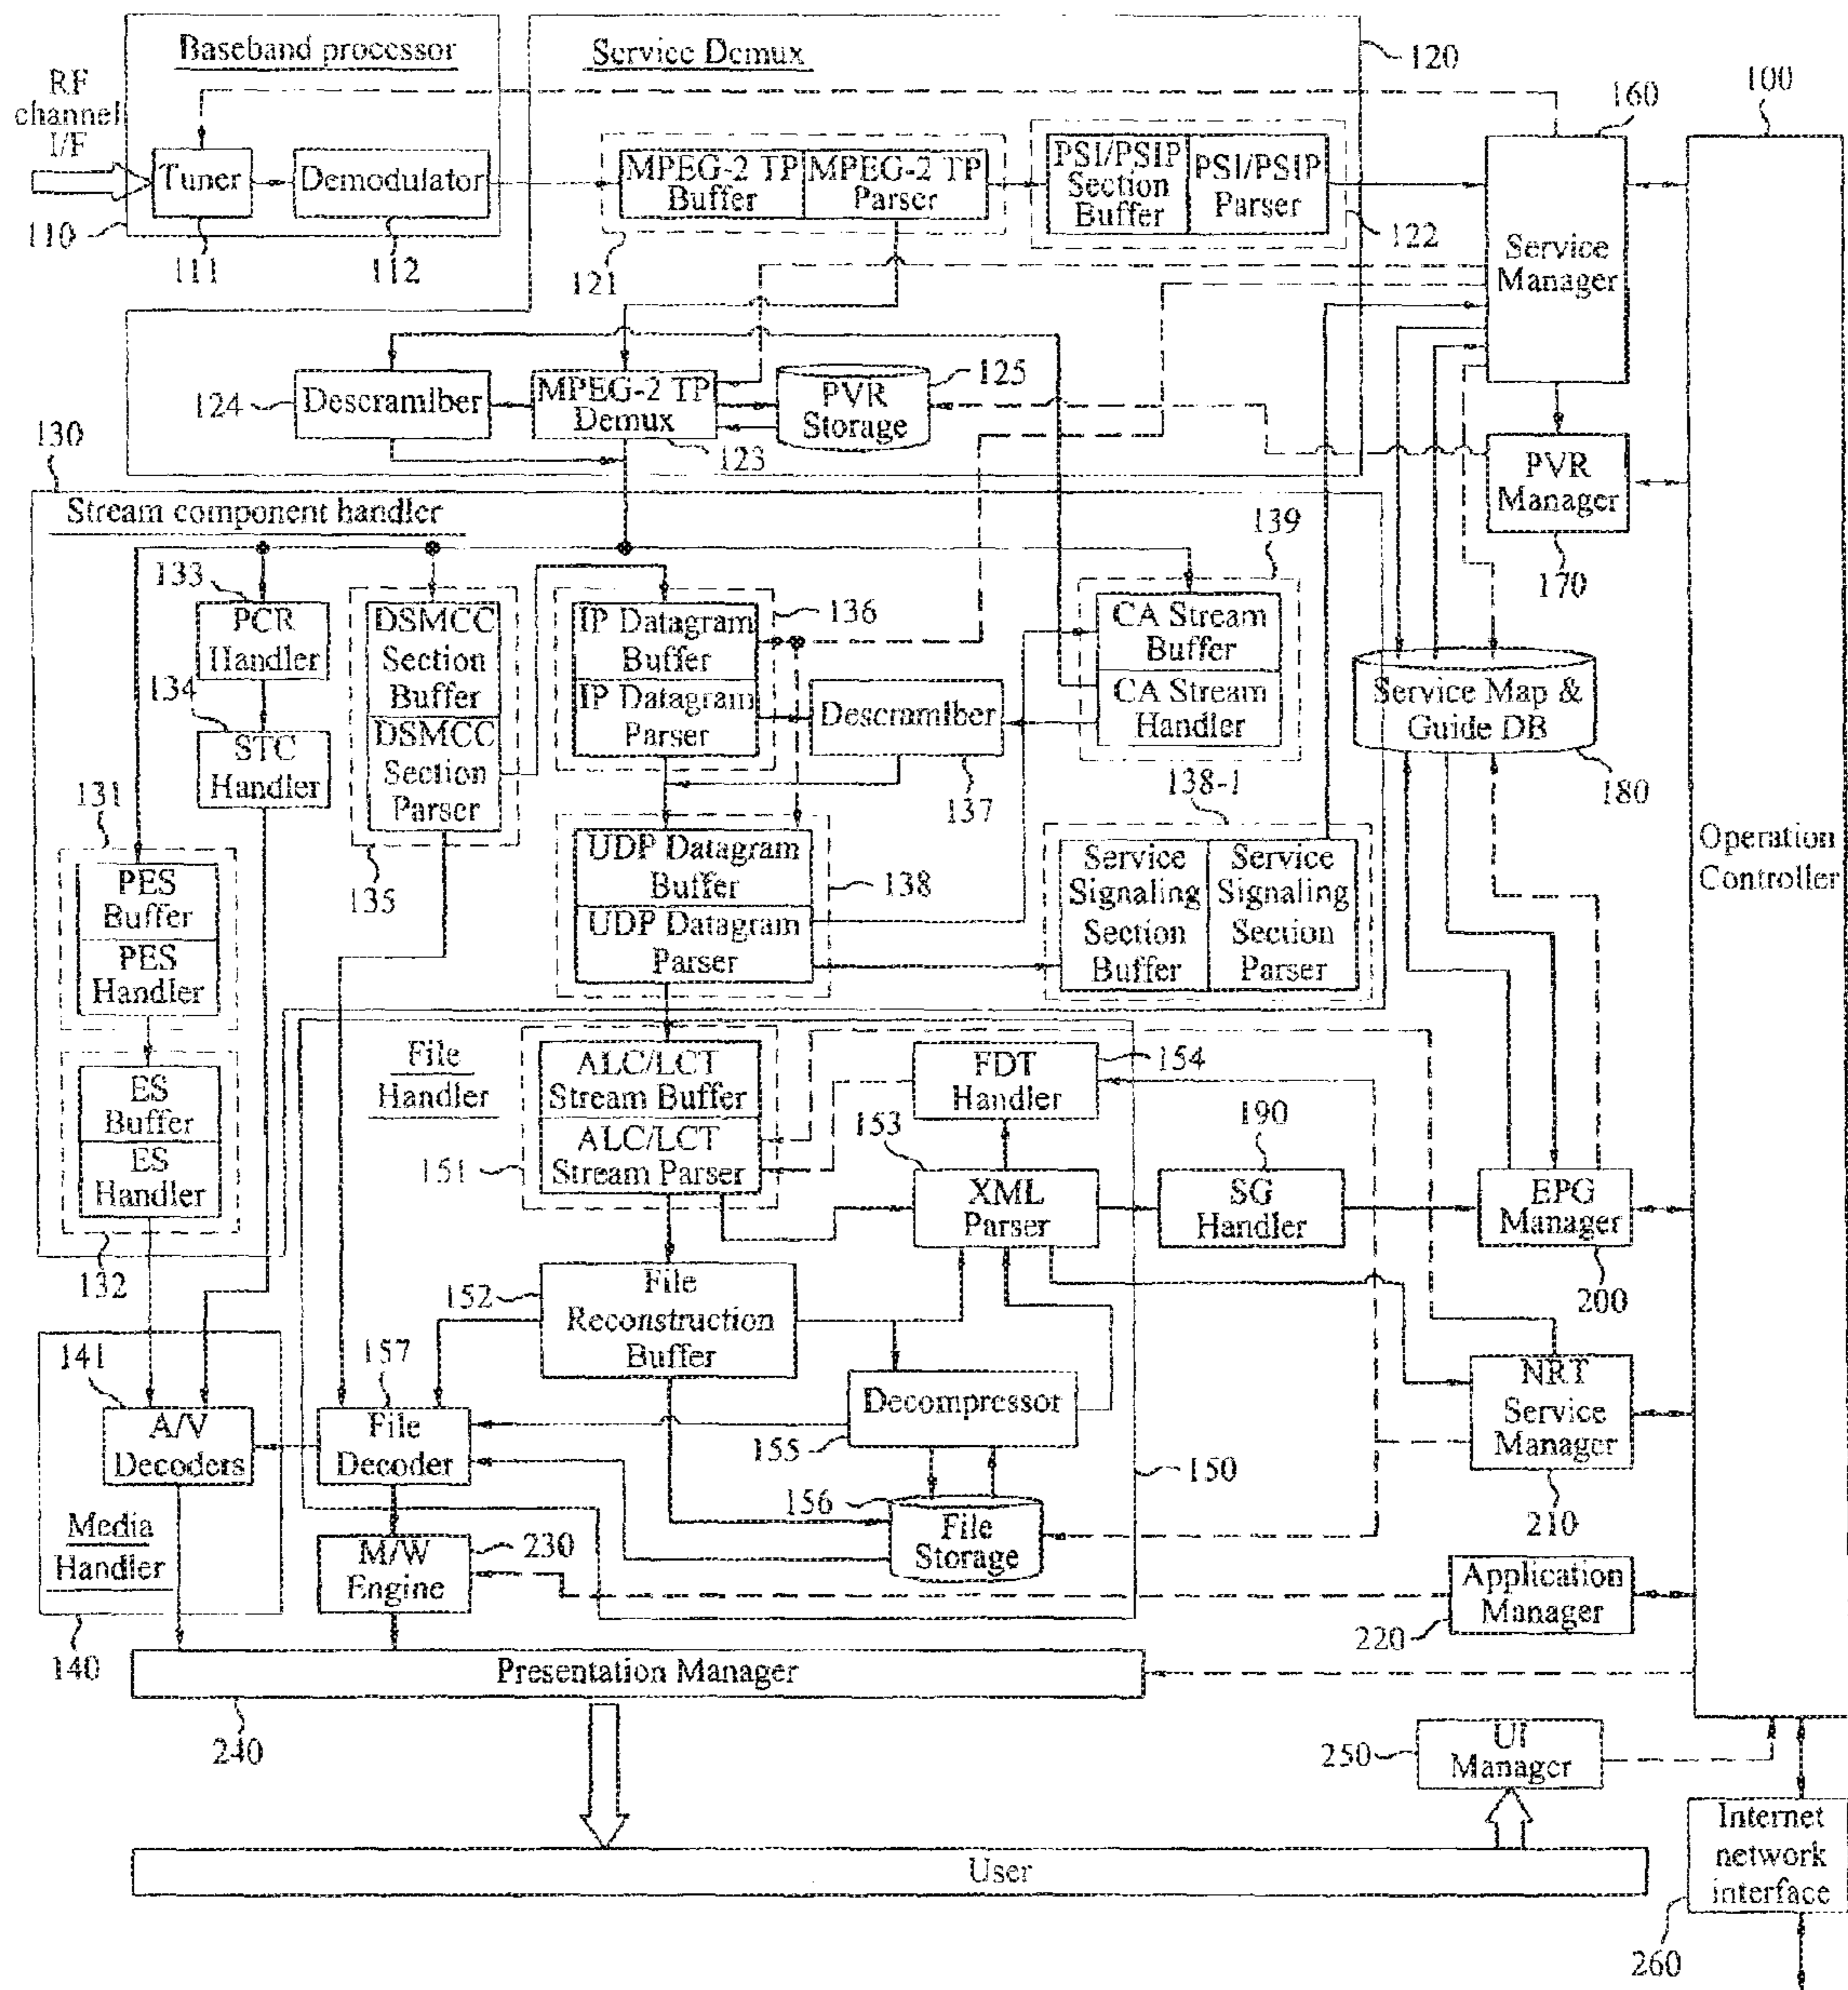 Baseband processor
Service Demux
120
RF
channel
I/F
160
100
Tuner
Demodulator
MPEG-2 TP
Buffer
MPEG-2 TP
Parser
PSI/PSIP
Section
Buffer
PSI/PSIP
Parser
110
111
112
121
122
Service
Manager
124
Descramlber
MPEG-2 TP
Demux
123
PVR
Storage
125
130
PVR
Manager
170
Stream component handler
133
PCR
Handler
134
STC
Handler
DSMCC
Section
Buffer
DSMCC
Section
Parser
135
IP Datagram
Buffer
IP Datagram
Parser
136
Descramlber
137
139
CA Stream
Buffer
CA Stream
Handler
Service Map &
Guide DB
180
138-1
Operation
Controller
131
PES
Buffer
PES
Handler
UDP Datagram
Buffer
UDP Datagram
Parser
138
Service
Signaling
Section
Buffer
Service
Signaling
Section
Parser
ES
Buffer
ES
Handler
132
File
Handler
ALC/LCT
Stream Buffer
ALC/LCT
Stream Parser
151
FDT
Handler
154
153
XML
Parser
190
SG
Handler
EPG
Manager
200
152
File
Reconstruction
Buffer
141
A/V
Decoders
157
File
Decoder
Decompressor
155
150
NRT
Service
Manager
210
156
File
Storage
Media
Handler
140
M/W
Engine
230
Application
Manager
220
Presentation Manager
240
250
UI
Manager
User
Internet
network
interface
260